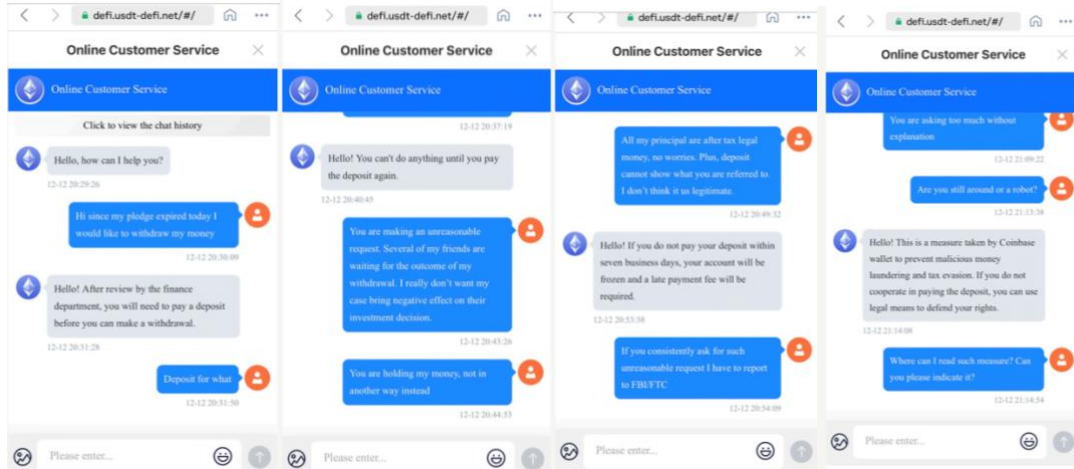 defi.usdt-defi.net/#/
Online Customer Service
Online Customer Service
Click to view the chat history
Hello, how can I help you?
12-12 20:29:26
Hi since my pledge expired today I
would like to withdraw my money
12-12 20:30:09
Hello! After review by the finance
department, you will need to pay a deposit
before you can make a withdrawal.
12-12 20:31:28
Deposit for what
12-12 20:31:50
Please enter...
defi.usdt-defi.net/#/
Online Customer Service
Online Customer Service
12-12 20:37:19
Hello! You can't do anything until you pay
the deposit again.
12-12 20:40:45
You are making an unreasonable
request. Several of my friends are
waiting for the outcome of my
withdrawal. I really don't want my
case bring negative effect on their
investment decision.
12-12 20:43:26
You are holding my money, not in
another way instead
12-12 20:44:53
Please enter...
defi.usdt-defi.net/#/
Online Customer Service
Online Customer Service
All my principal are after tax legal
money, no worries. Plus, deposit
cannot show what you are referred to.
I don't think it us legitimate.
12-12 20:49:32
Hello! If you do not pay your deposit within
seven business days, your account will be
frozen and a late payment fee will be
required.
12-12 20:53:38
If you consistently ask for such
unreasonable request I have to report
to FBI/FTC
12-12 20:54:09
Please enter...
defi.usdt-defi.net/#/
Online Customer Service
Online Customer Service
You are asking too much without
explanation
12-12 21:09:22
Are you still around or a robot?
12-12 21:13:38
Hello! This is a measure taken by Coinbase
wallet to prevent malicious money
laundering and tax evasion. If you do not
cooperate in paying the deposit, you can use
legal means to defend your rights.
12-12 21:14:08
Where can I read such measure? Can
you please indicate it?
12-12 21:14:54
Please enter...